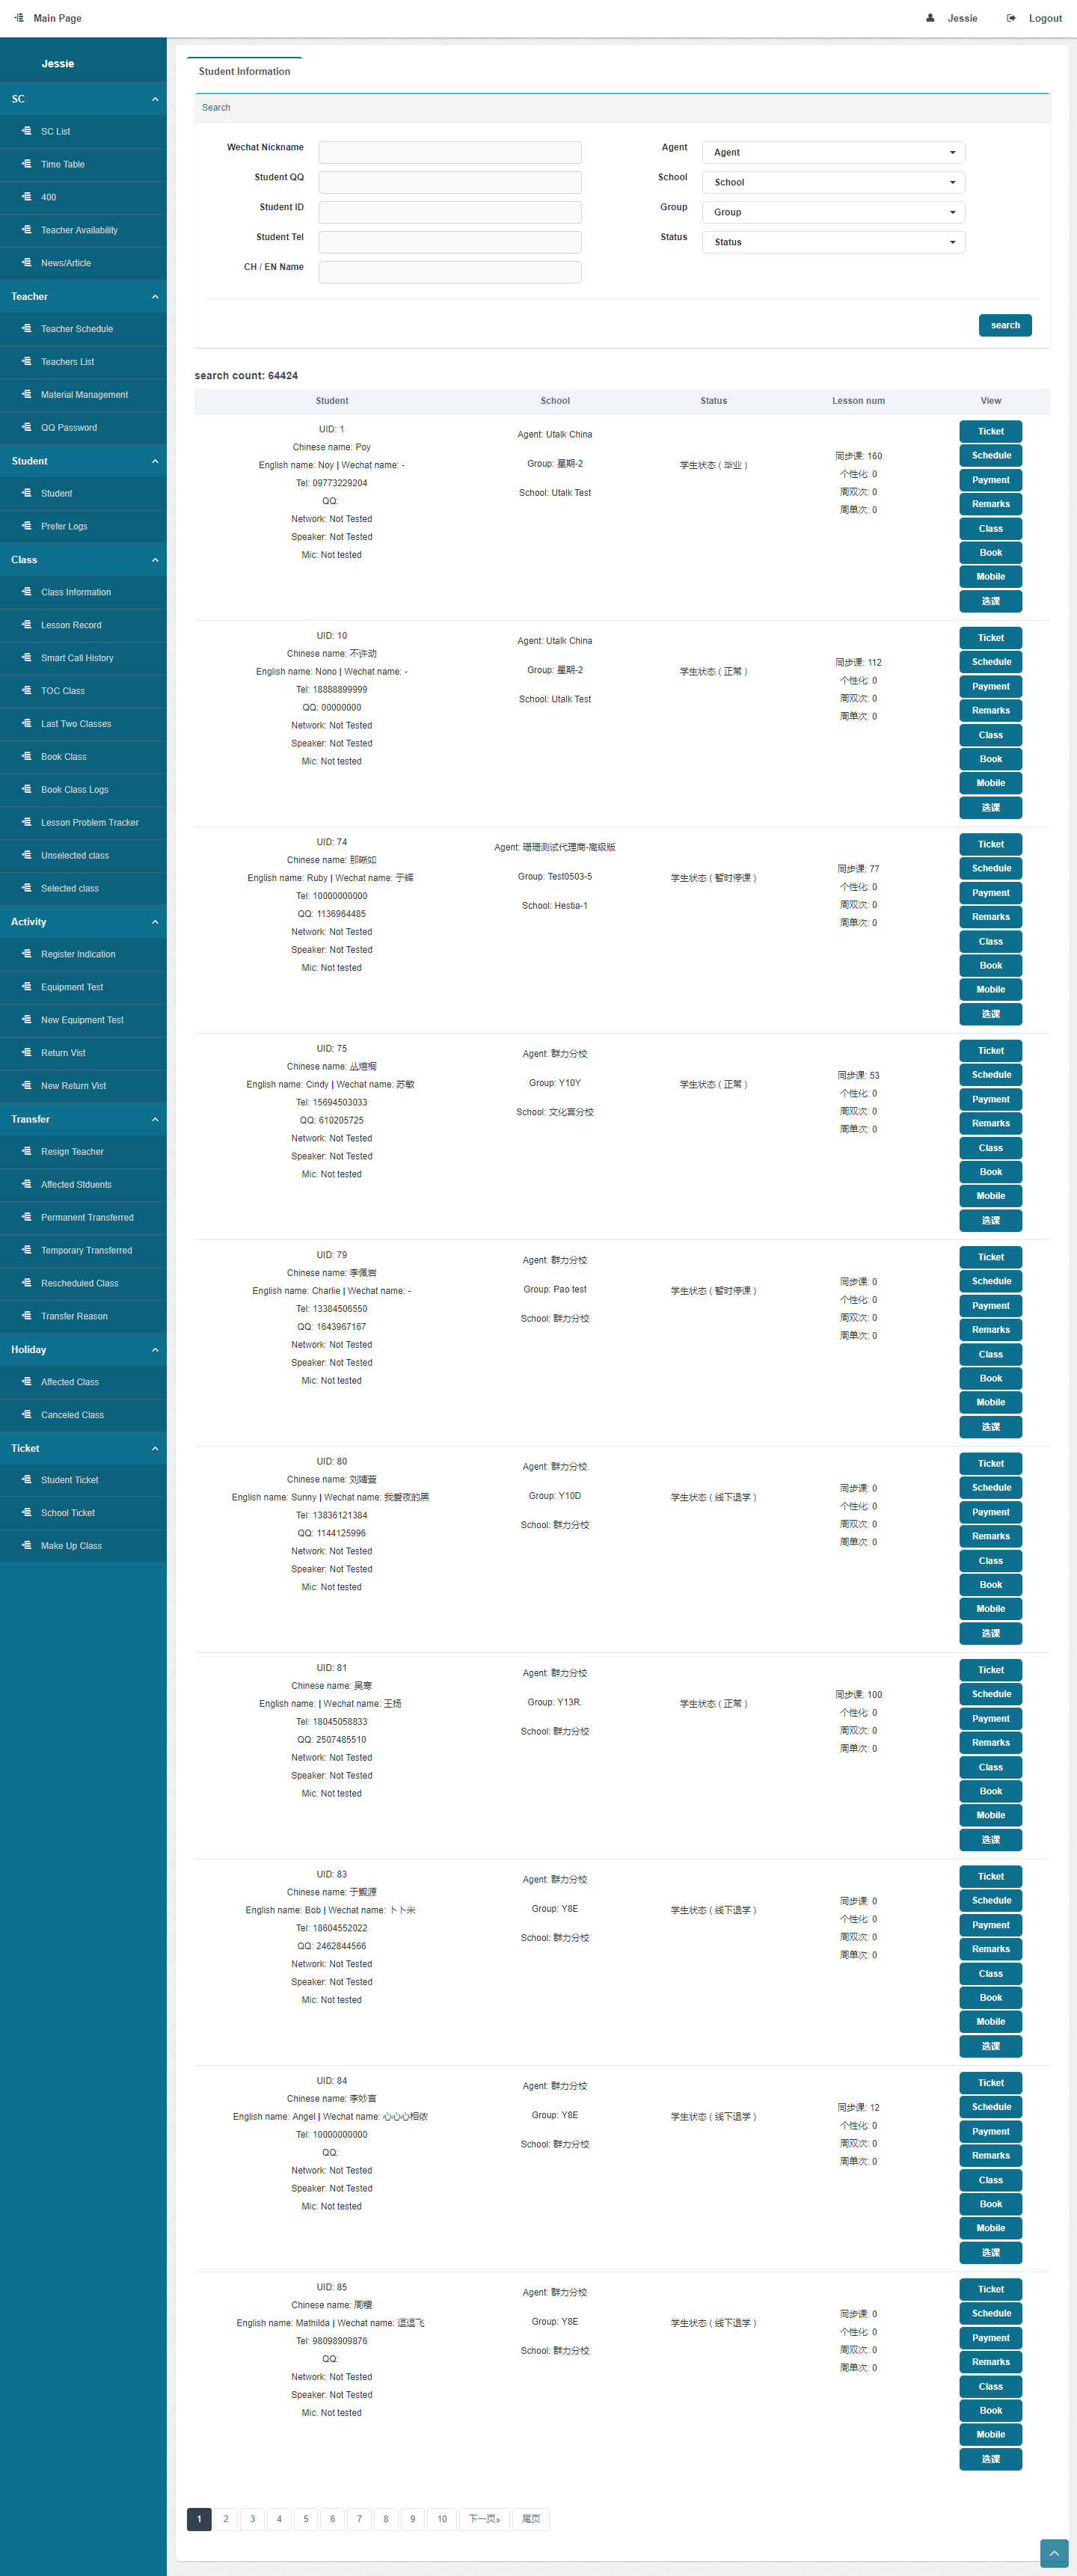 Main Page
Jessie
Logout
Jessie
SC
SC List
Time Table
400
Teacher Availability
News/Article
Teacher
Teacher Schedule
Teachers List
Material Management
QQ Password
Student
Student
Prefer Logs
Class
Class Information
Lesson Record
Smart Call History
TOC Class
Last Two Classes
Book Class
Book Class Logs
Lesson Problem Tracker
Unselected class
Selected class
Activity
Register Indication
Equipment Test
New Equipment Test
Return Vist
New Return Vist
Transfer
Resign Teacher
Affected Stduents
Permanent Transferred
Temporary Transferred
Rescheduled Class
Transfer Reason
Holiday
Affected Class
Canceled Class
Ticket
Student Ticket
School Ticket
Make Up Class
Student Information
Search
Wechat Nickname
Agent
Agent
Student QQ
School
School
Student ID
Group
Group
Student Tel
Status
Status
CH / EN Name
search
search count: 64424
Student School Status Lesson num View
UID: 1
Chinese name: Poy
English name: Noy | Wechat name: -
Tel: 09773229204
QQ:
Network: Not Tested
Speaker: Not Tested
Mic: Not tested
Agent: Utalk China
Group: 星期-2
School: Utalk Test
学生状态 ( 毕业 )
同步课: 160
个性化: 0
周双次: 0
周单次: 0
Ticket
Schedule
Payment
Remarks
Class
Book
Mobile
选课
UID: 10
Chinese name: 不许动
English name: Nono | Wechat name: -
Tel: 18888899999
QQ: 00000000
Network: Not Tested
Speaker: Not Tested
Mic: Not tested
Agent: Utalk China
Group: 星期-2
School: Utalk Test
学生状态 ( 正常 )
同步课: 112
个性化: 0
周双次: 0
周单次: 0
Ticket
Schedule
Payment
Remarks
Class
Book
Mobile
选课
UID: 74
Chinese name: 那晰如
English name: Ruby | Wechat name: 于辉
Tel: 10000000000
QQ: 1136964485
Network: Not Tested
Speaker: Not Tested
Mic: Not tested
Agent: 珊珊测试代理商-高级版
Group: Test0503-5
School: Hestia-1
学生状态 ( 暂时停课 )
同步课: 77
个性化: 0
周双次: 0
周单次: 0
Ticket
Schedule
Payment
Remarks
Class
Book
Mobile
选课
UID: 75
Chinese name: 丛煊桐
English name: Cindy | Wechat name: 苏敏
Tel: 15694503033
QQ: 610205725
Network: Not Tested
Speaker: Not Tested
Mic: Not tested
Agent: 群力分校
Group: Y10Y
School: 文化宫分校
学生状态 ( 正常 )
同步课: 53
个性化: 0
周双次: 0
周单次: 0
Ticket
Schedule
Payment
Remarks
Class
Book
Mobile
选课
UID: 79
Chinese name: 李佩岩
English name: Charlie | Wechat name: -
Tel: 13384506550
QQ: 1643967167
Network: Not Tested
Speaker: Not Tested
Mic: Not tested
Agent: 群力分校
Group: Pao test
School: 群力分校
学生状态 ( 暂时停课 )
同步课: 0
个性化: 0
周双次: 0
周单次: 0
Ticket
Schedule
Payment
Remarks
Class
Book
Mobile
选课
UID: 80
Chinese name: 刘婧萱
English name: Sunny | Wechat name: 我爱夜的黑
Tel: 13836121384
QQ: 1144125996
Network: Not Tested
Speaker: Not Tested
Mic: Not tested
Agent: 群力分校
Group: Y10D
School: 群力分校
学生状态 ( 线下退学 )
同步课: 0
个性化: 0
周双次: 0
周单次: 0
Ticket
Schedule
Payment
Remarks
Class
Book
Mobile
选课
UID: 81
Chinese name: 吴寒
English name: | Wechat name: 王扬
Tel: 18045058833
QQ: 2507485510
Network: Not Tested
Speaker: Not Tested
Mic: Not tested
Agent: 群力分校
Group: Y13R.
School: 群力分校
学生状态 ( 正常 )
同步课: 100
个性化: 0
周双次: 0
周单次: 0
Ticket
Schedule
Payment
Remarks
Class
Book
Mobile
选课
UID: 83
Chinese name:
English name: Bob | Wechat name: 卜卜米
Tel: 18604552022
QQ: 2462844566
Network: Not Tested
Speaker: Not Tested
Mic: Not tested
Agent: 群力分校
Group: Y8E
School: 群力分校
学生状态 ( 线下退学 )
同步课: 0
个性化: 0
周双次: 0
周单次: 0
Ticket
Schedule
Payment
Remarks
Class
Book
Mobile
选课
UID: 84
Chinese name: 李妙言
English name: Angel | Wechat name: 心心心相依
Tel: 10000000000
QQ:
Network: Not Tested
Speaker: Not Tested
Mic: Not tested
Agent: 群力分校
Group: Y8E
School: 群力分校
学生状态 ( 线下退学 )
同步课: 12
个性化: 0
周双次: 0
周单次: 0
Ticket
Schedule
Payment
Remarks
Class
Book
Mobile
选课
UID: 85
Chinese name: 周樱
English name: Mathilda | Wechat name: 逗逗飞
Tel: 98098909876
QQ:
Network: Not Tested
Speaker: Not Tested
Mic: Not tested
Agent: 群力分校
Group: Y8E
School: 群力分校
学生状态 ( 线下退学 )
同步课: 0
个性化: 0
周双次: 0
周单次: 0
Ticket
Schedule
Payment
Remarks
Class
Book
Mobile
选课
1 2 3 4 5 6 7 8 9 10 下一页» 尾页